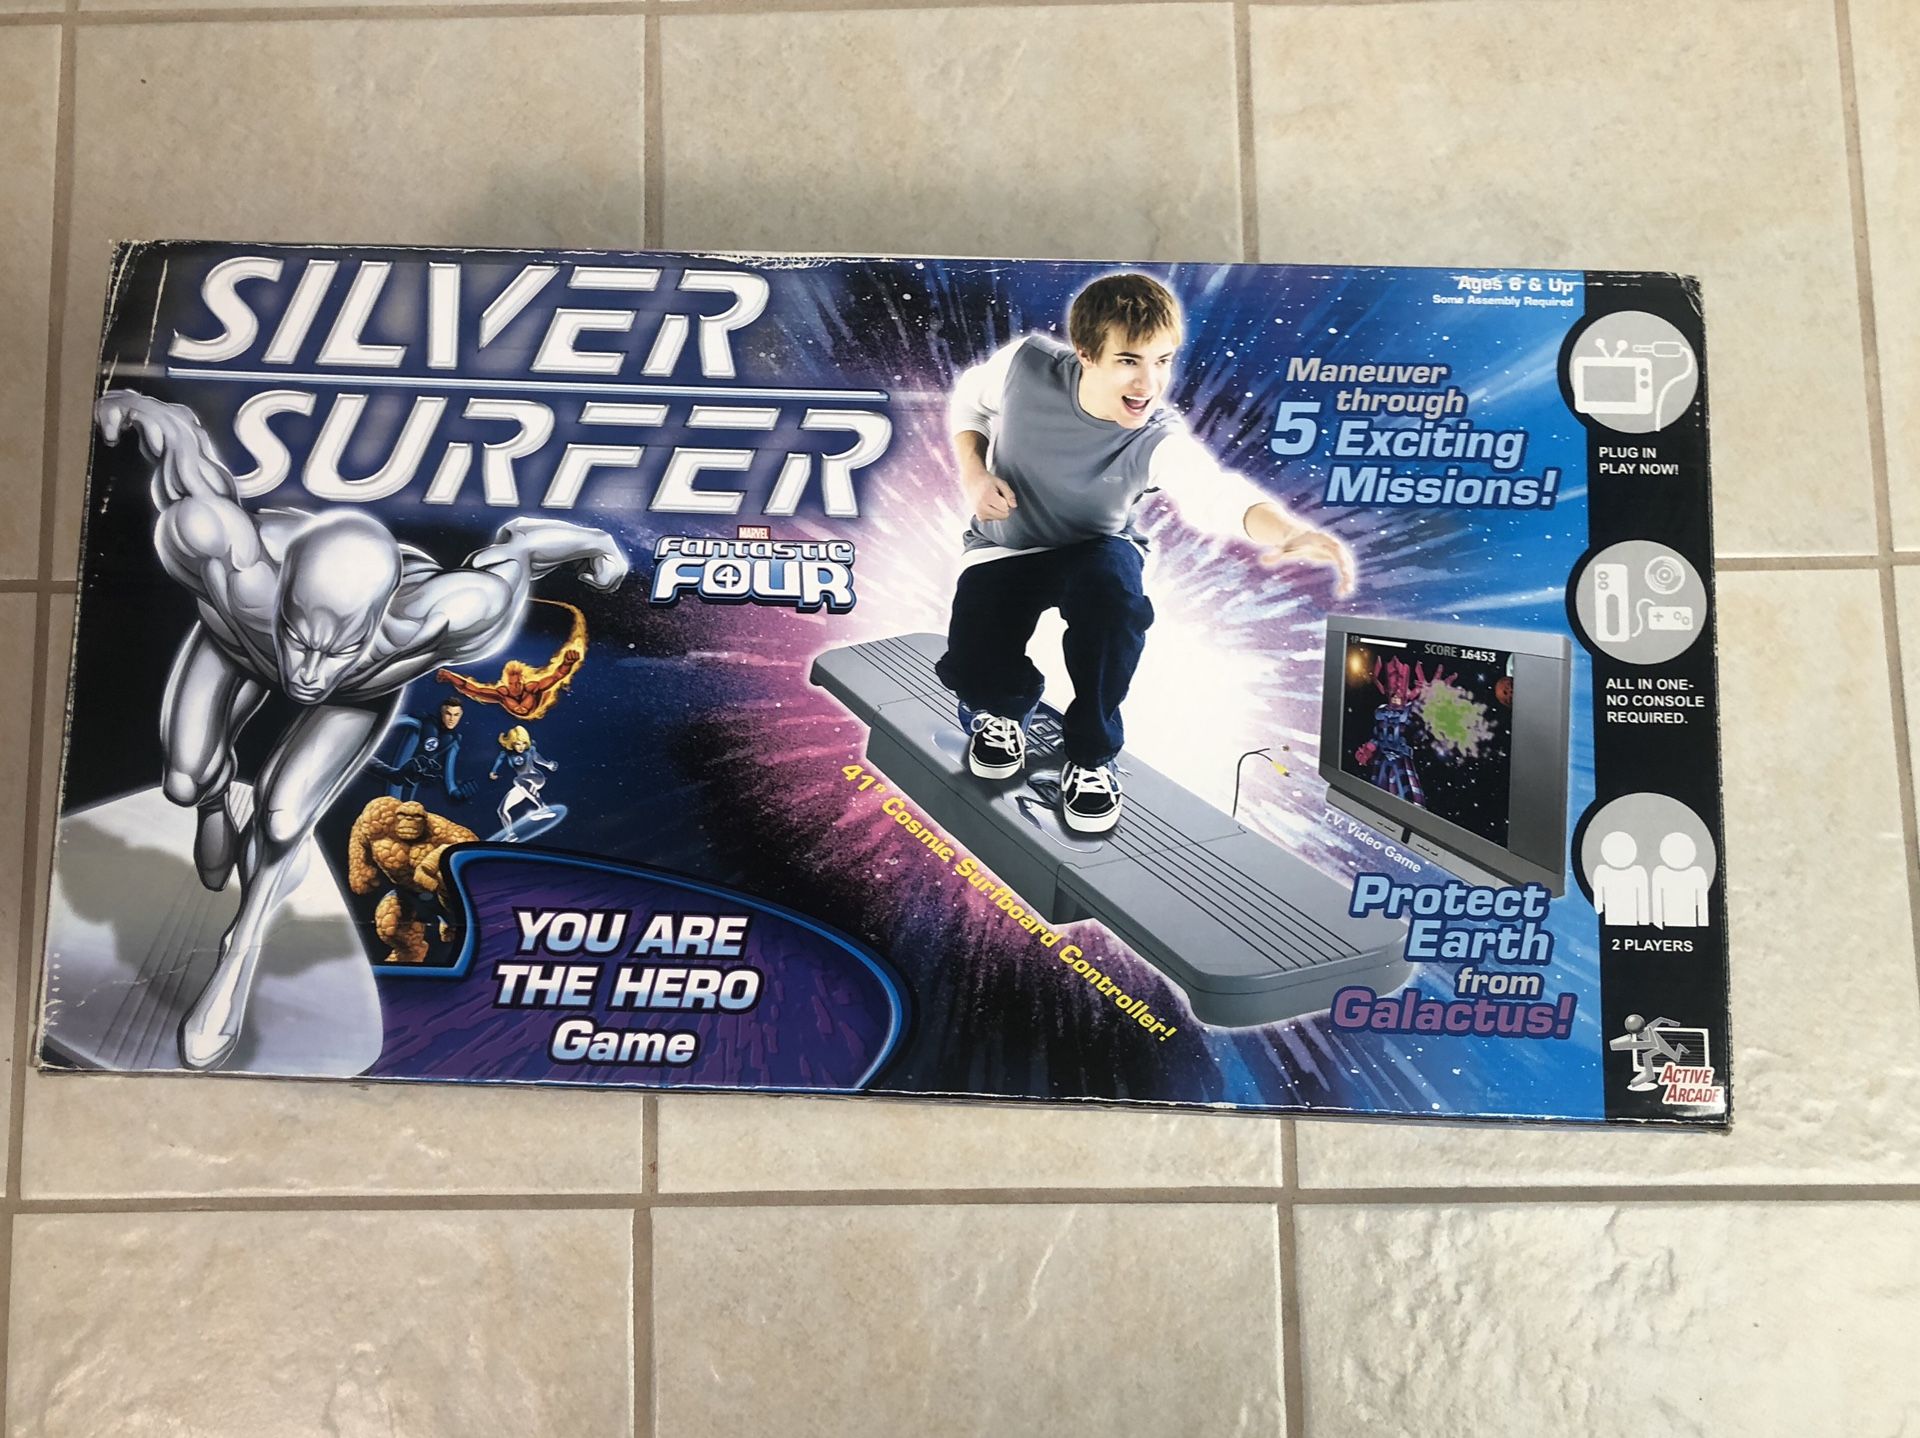 SILVER
SURFER
MARVEL
FANTASTIC
FOUR
4
YOU ARE
THE HERO
Game
41" Cosmic Surfboard Controller!
Ages 6 & Up
Some Assembly Required
Maneuver
through
5 Exciting
Missions!
1P
SCORE 16453
T.V. Video Game
Protect
Earth
from
Galactus!
PLUG IN
PLAY NOW!
ALL IN ONE-
NO CONSOLE
REQUIRED.
2 PLAYERS
ACTIVE
ARCADE